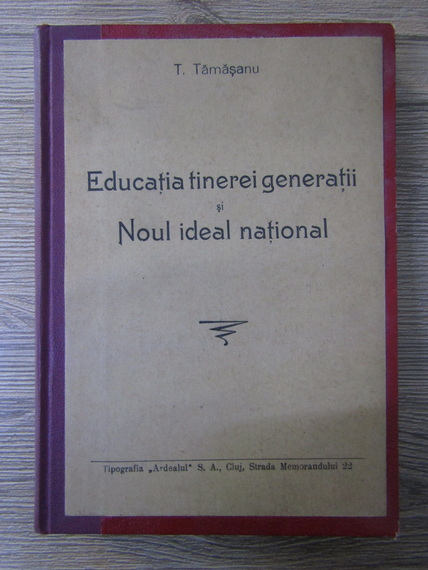 T. Tămășanu
Educația tinerei generații
și
Noul ideal național
Tipografia „Ardealul" S. A., Cluj, Strada Memorandului 22